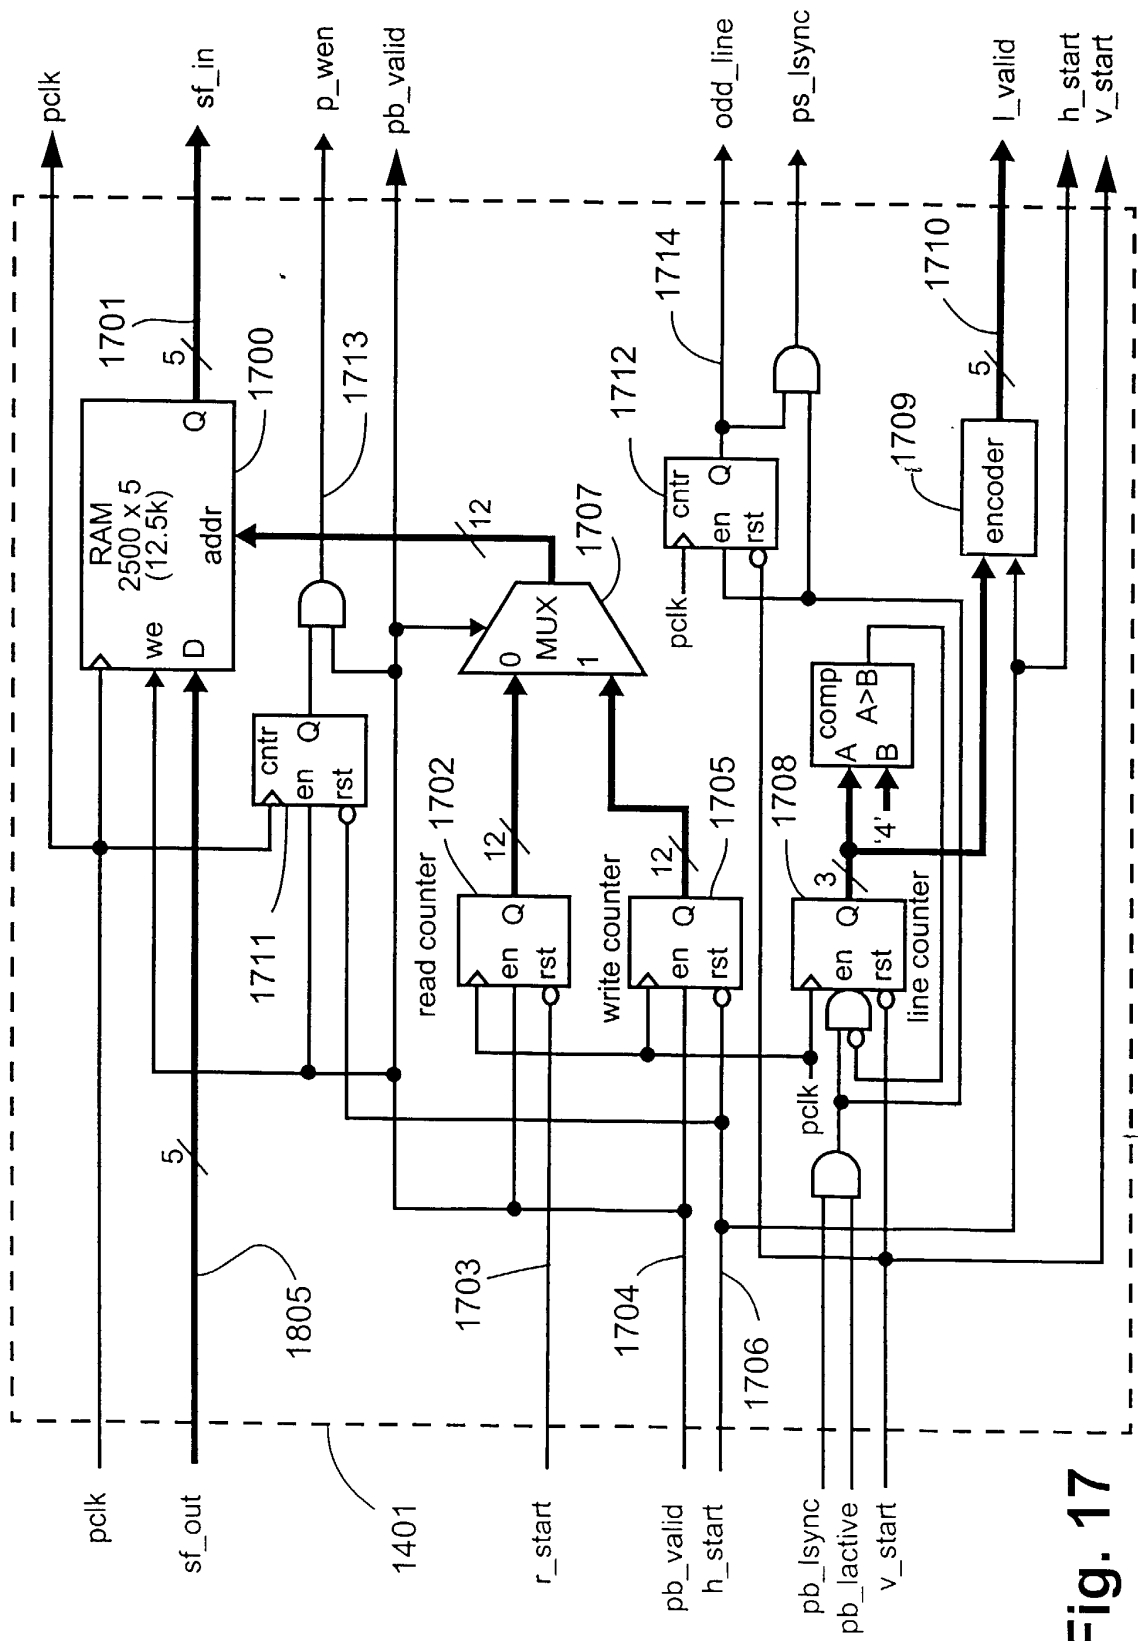 pclk
sf_out
1401
r_start
pb_valid
h_start
pb_lsync
pb_lactive
v_start
1805
1703
1704
1706
5
1711
cntr
en
Q
rst
RAM
2500 x 5
(12.5k)
we
D
addr
Q
1700
5
1701
1713
read counter
1702
en
Q
rst
12
write counter
1705
en
Q
rst
12
0
MUX
1
1707
12
pclk
1708
en
Q
rst
line counter
3
'4'
comp
A
A>B
B
pclk
cntr
en
Q
rst
1712
1714
encoder
1709
5
1710
pclk
sf_in
p_wen
pb_valid
odd_line
ps_lsync
l_valid
h_start
v_start
Fig. 17